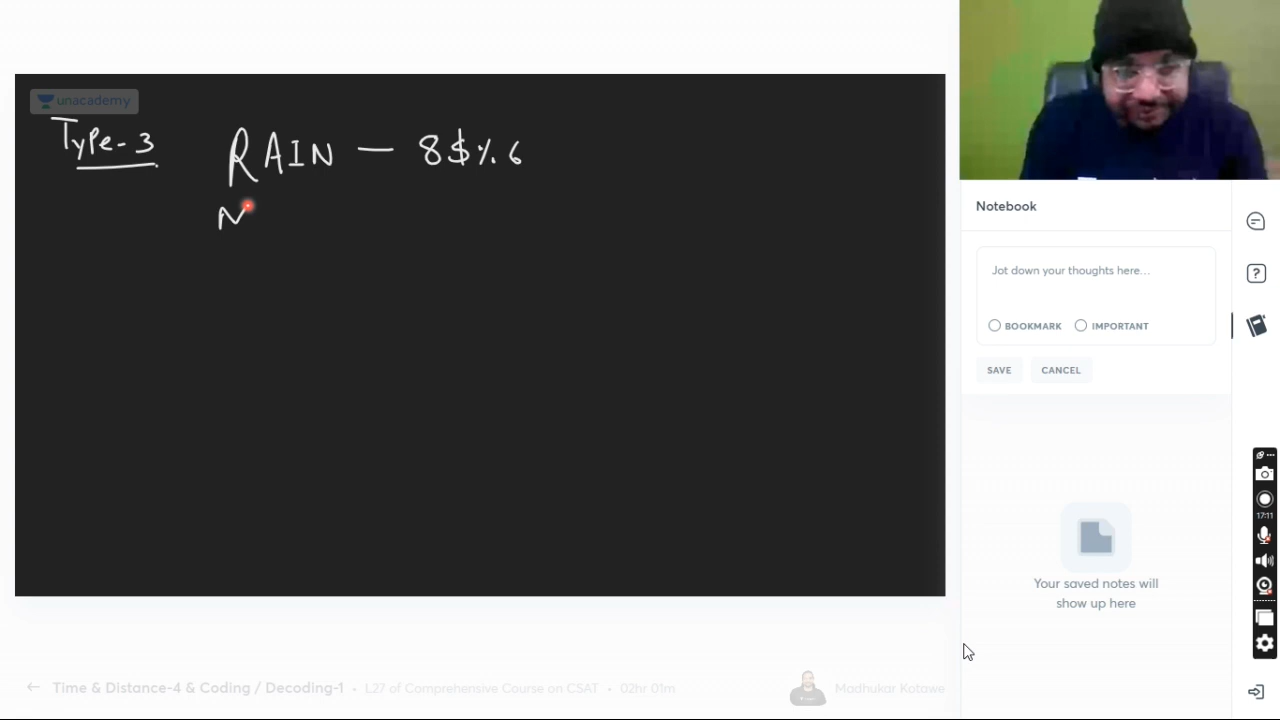 unacademy
Type-3 RAIN — 8$%6
N
Notebook
Jot down your thoughts here...
BOOKMARK IMPORTANT
SAVE CANCEL
17:11
Your saved notes will
show up here
Time & Distance-4 & Coding / Decoding-1 • L27 of Comprehensive Course on CSAT • 02hr 01m Madhukar Kotawe